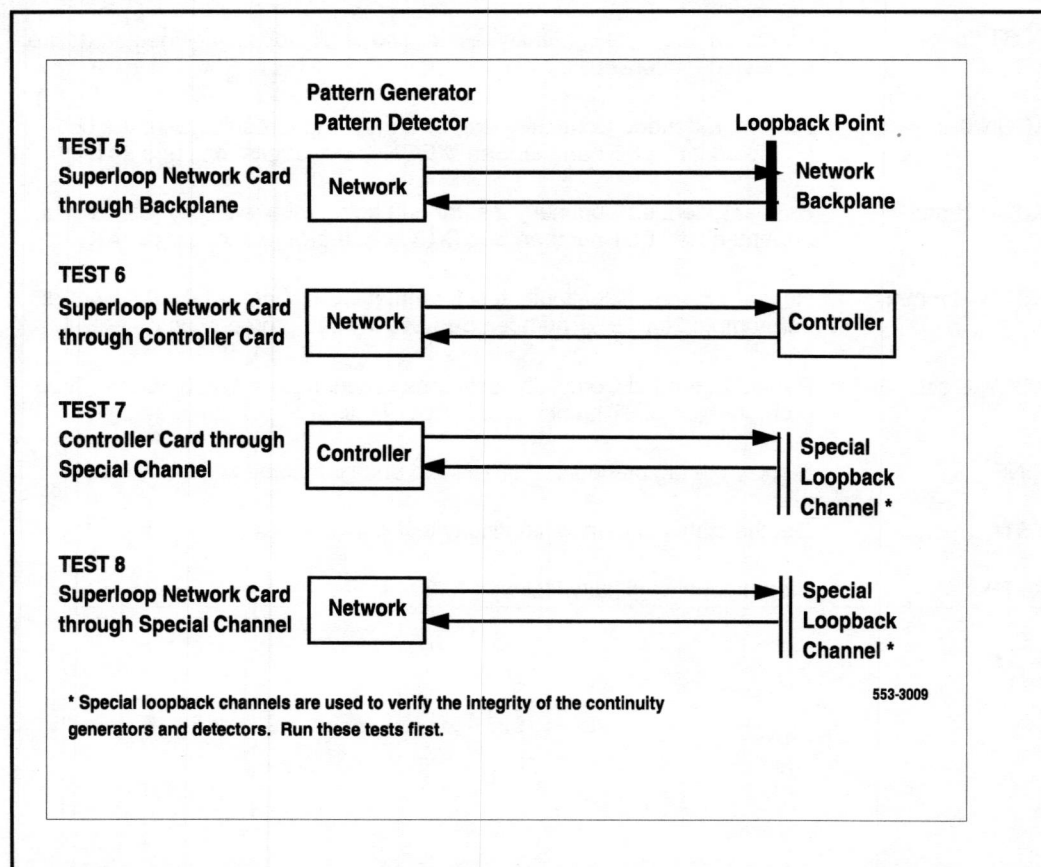 Pattern Generator
Pattern Detector
Loopback Point
TEST 5
Superloop Network Card
through Backplane
Network
Network
Backplane
TEST 6
Superloop Network Card
through Controller Card
Network
Controller
TEST 7
Controller Card through
Special Channel
Controller
Special
Loopback
Channel *
TEST 8
Superloop Network Card
through Special Channel
Network
Special
Loopback
Channel *
* Special loopback channels are used to verify the integrity of the continuity
generators and detectors. Run these tests first.
553-3009